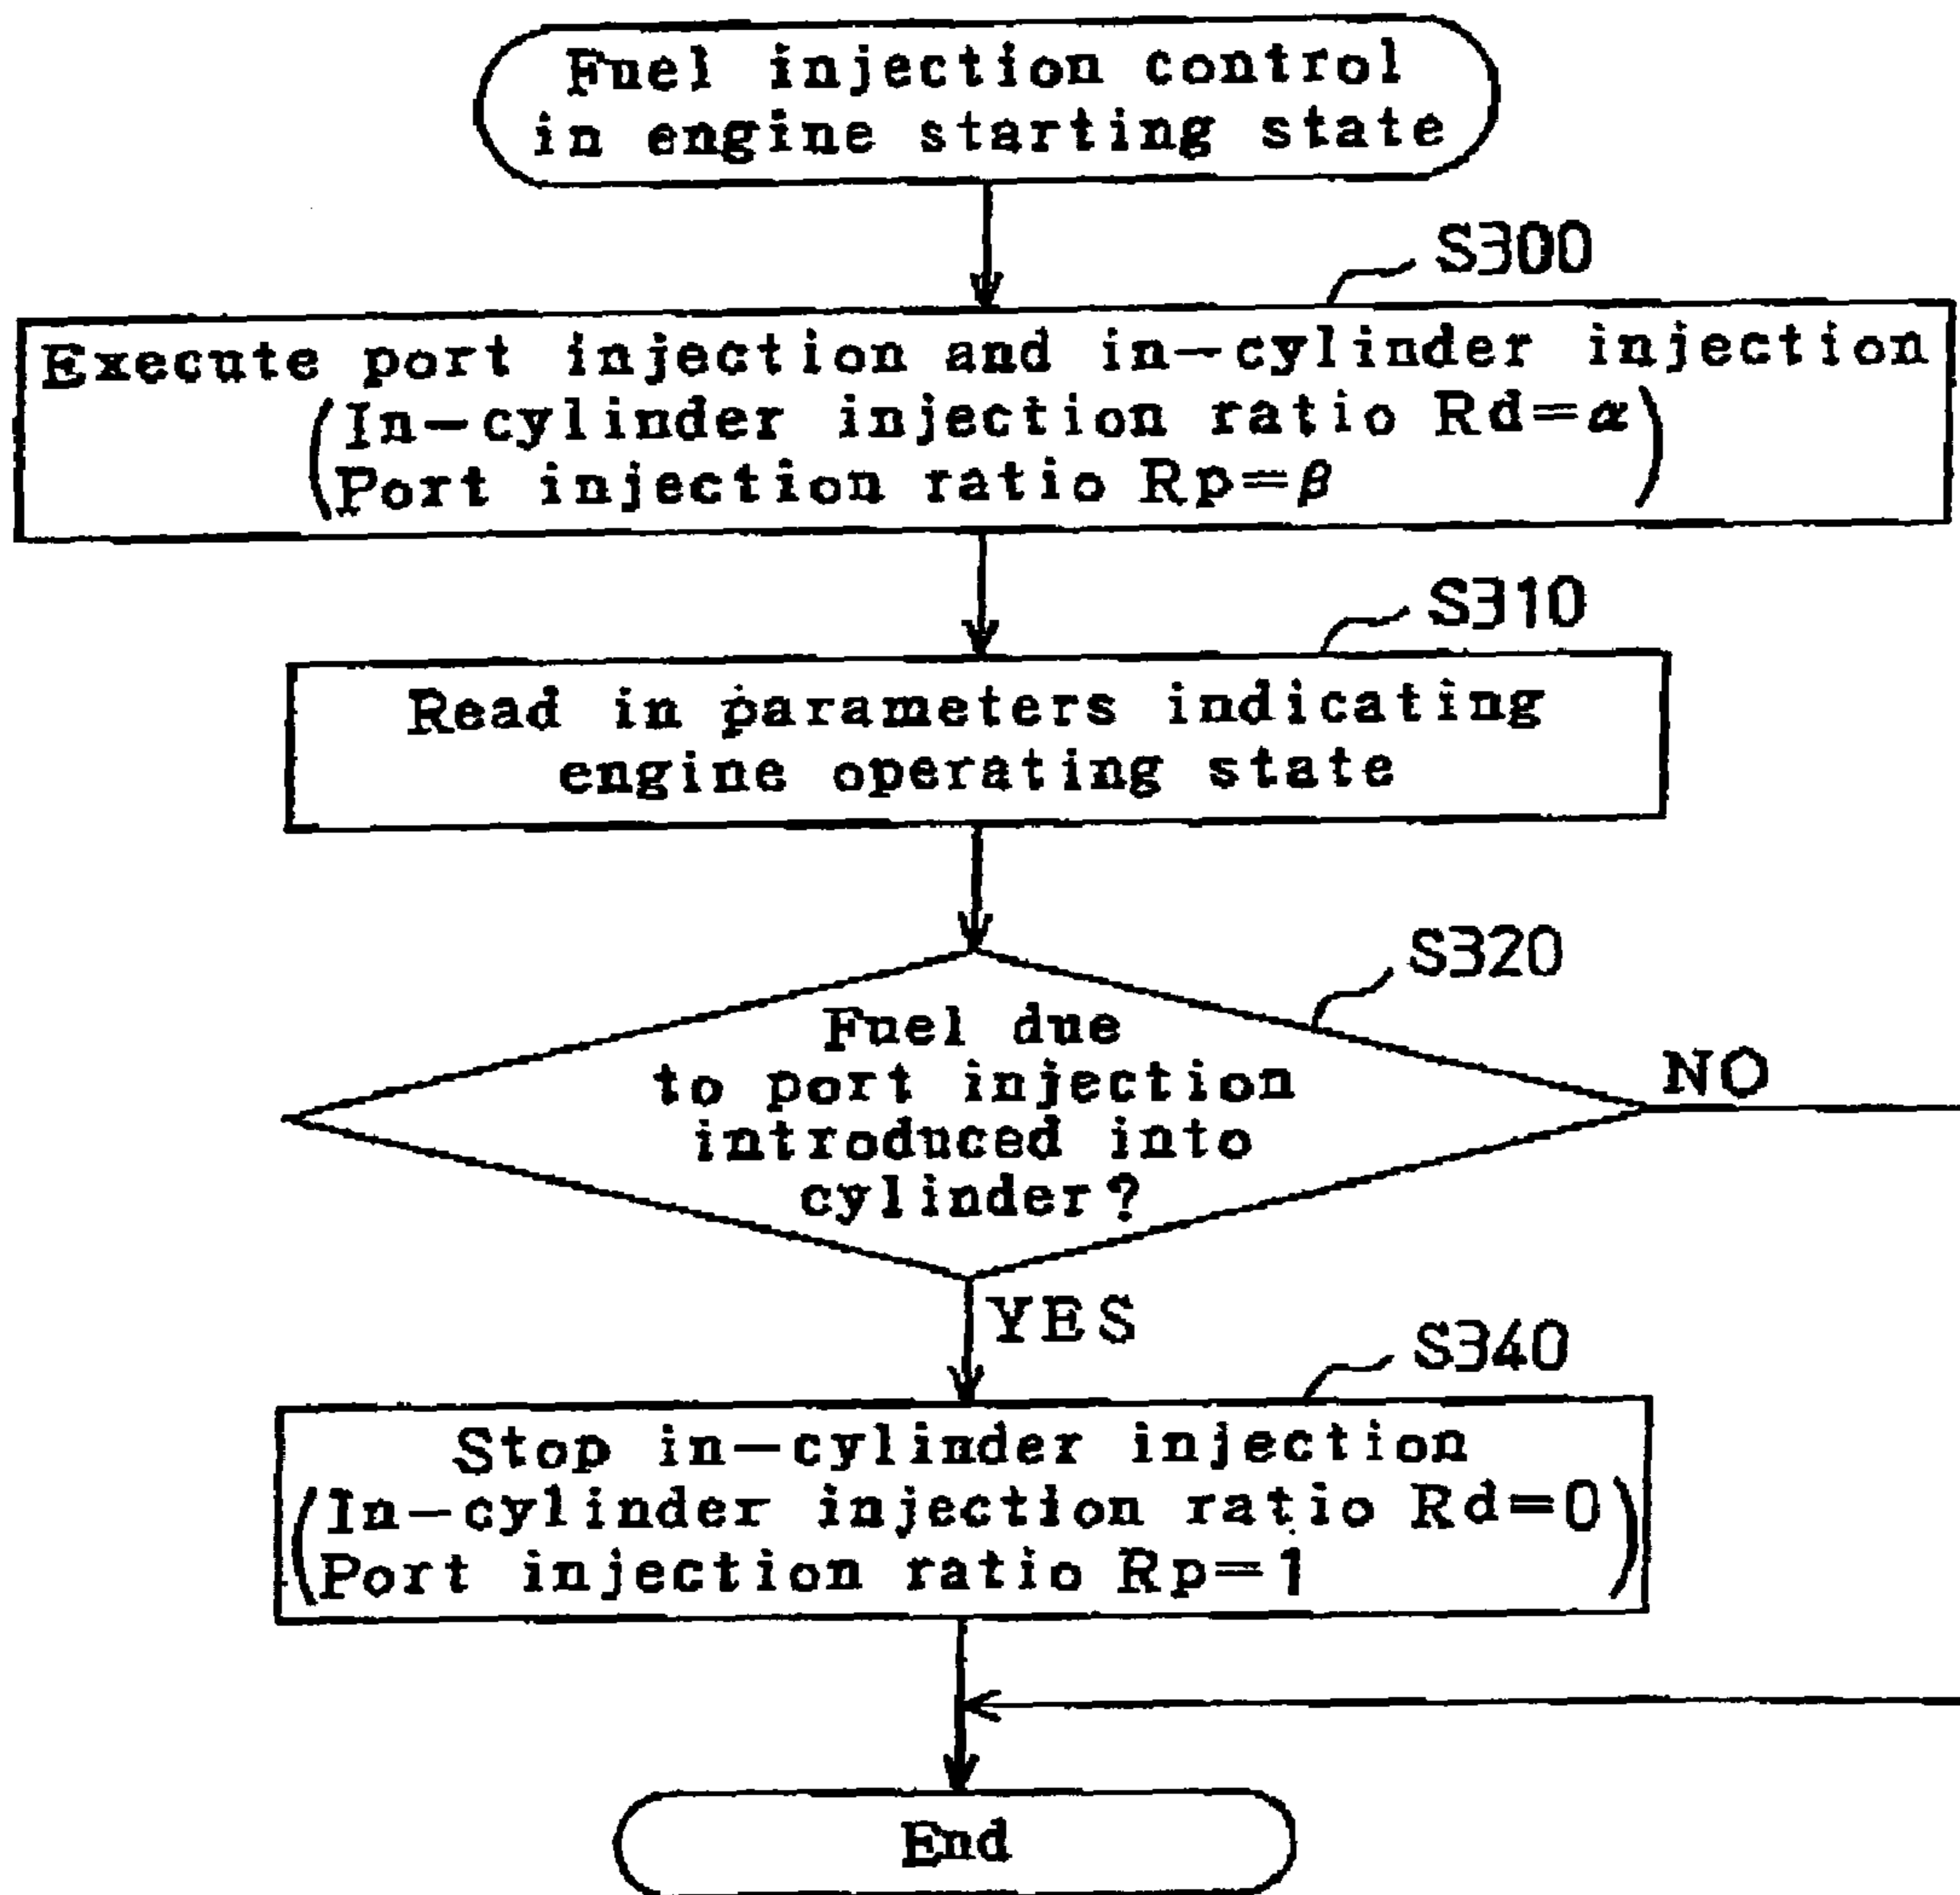 Fuel injection control
in engine starting state
S300
Execute port injection and in-cylinder injection
(In-cylinder injection ratio Rd=α
Port injection ratio Rp=β)
S310
Read in parameters indicating
engine operating state
S320
Fuel due
to port injection
introduced into
cylinder?
NO
YES
S340
Stop in-cylinder injection
(In-cylinder injection ratio Rd=0
Port injection ratio Rp=1)
End